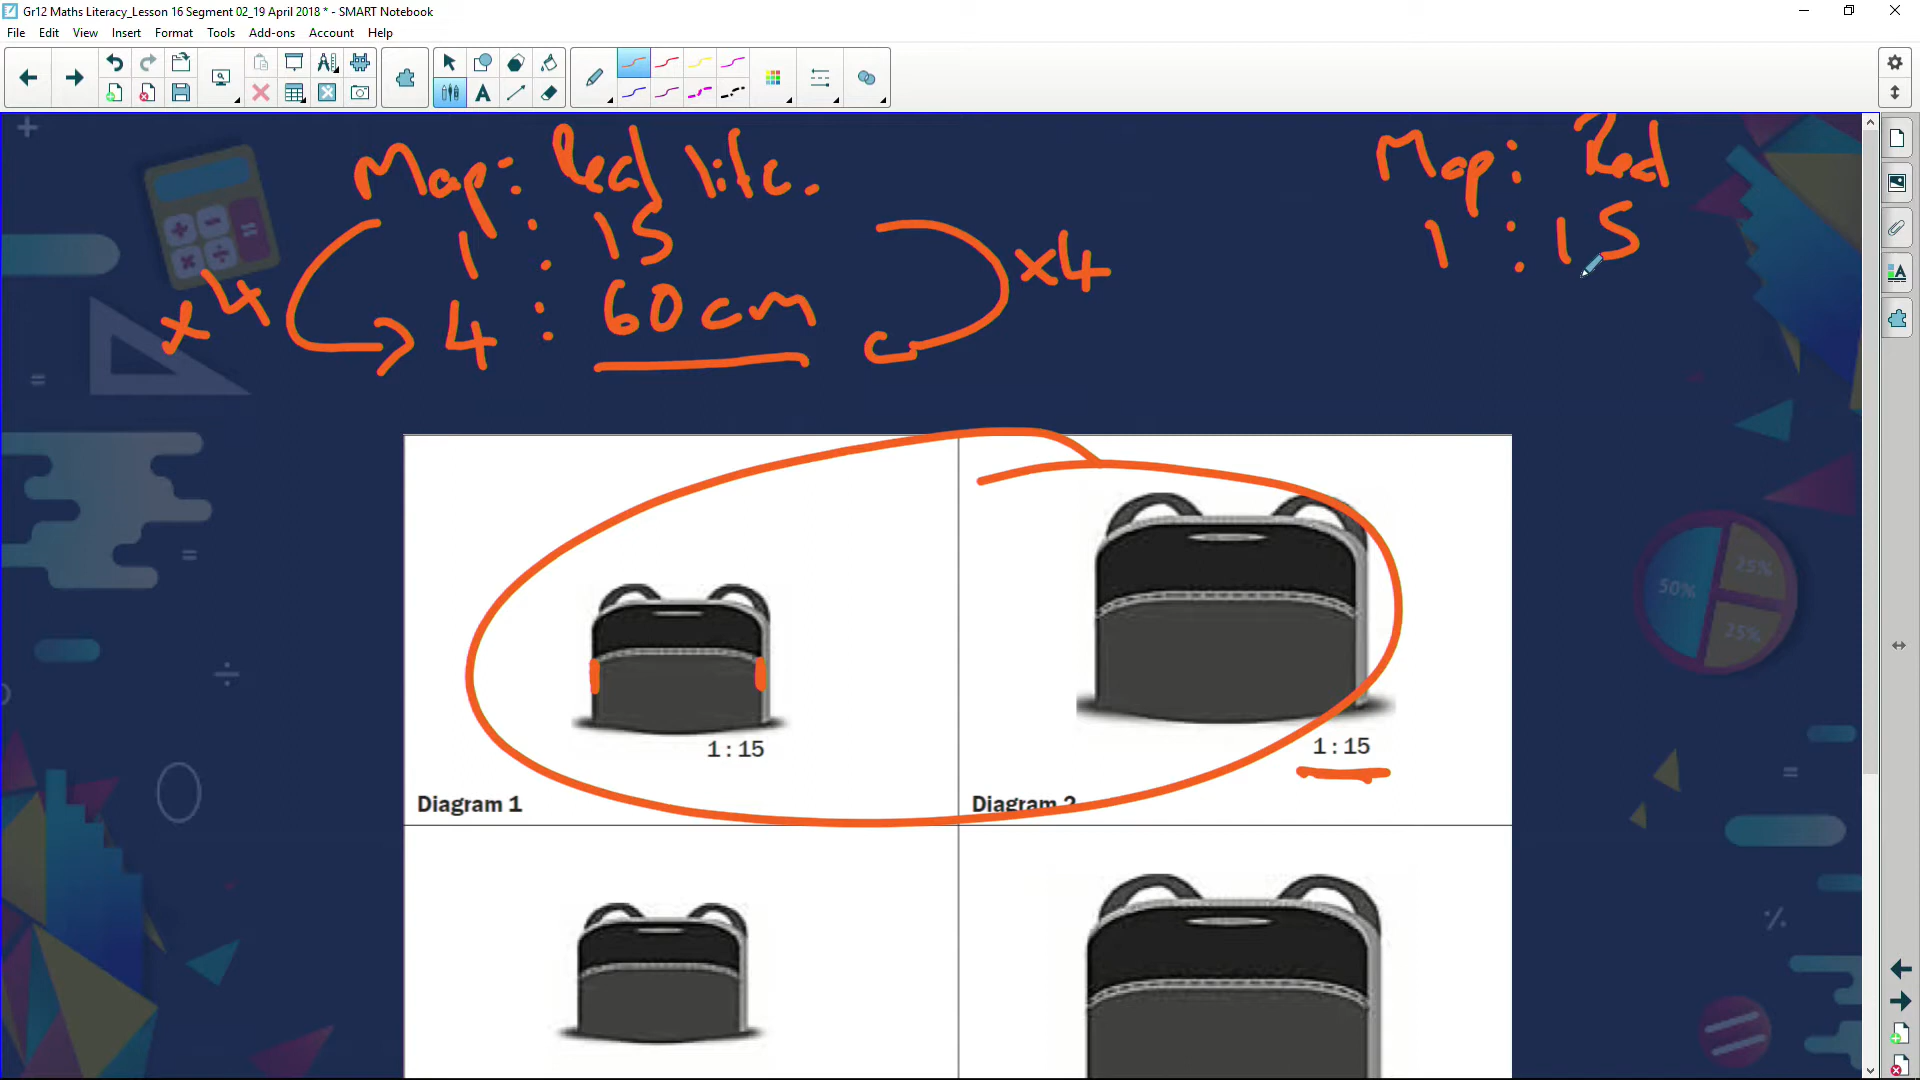 Gr12 Maths Literacy_Lesson 16 Segment 02_19 April 2018 * - SMART Notebook
File Edit View Insert Format Tools Add-ons Account Help
Map: Real life.
1 : 15
4 : 60cm
x4
x4
Map: Real
1 : 15
50%
25%
25%
1 : 15
Diagram 1
1 : 15
Diagram 2